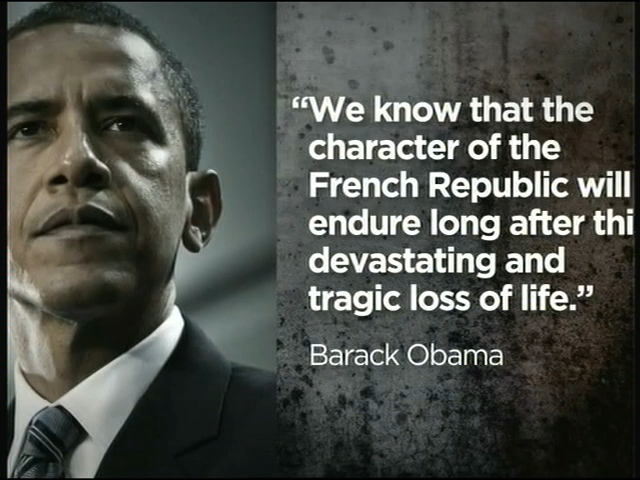 “We know that the
character of the
French Republic will
endure long after thi
devastating and
tragic loss of life.”
Barack Obama